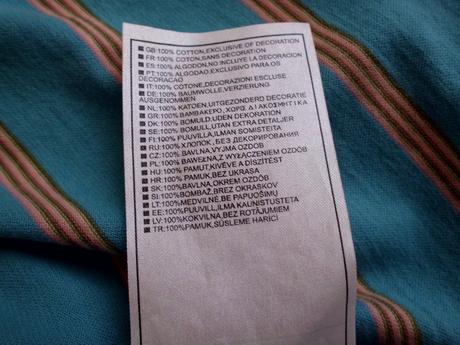 ■ GB:100% COTTON,EXCLUSIVE OF DECORATION
■ FR:100% COTON,SANS DECORATION
■ ES:100% ALGODON,NO INCLUYE LA DECORACION
■ PT:100% ALGODAO,EXCLUSIVO PARA OS
DECORACAO
■ IT:100% COTONE,DECORAZIONI ESCLUSE
■ DE:100% BAUMWOLLE,VERZIERUNG
AUSGENOMMEN
■ NL:100% KATOEN,UITGEZONDERD DECORATIE
■ GR:100% ΒΑΜΒΑΚΕΡΟ, ΧΩΡΙΣ ΔΙΑΚΟΣΜΗΤΙΚΑ
■ DK:100% BOMULD,UDEN DEKORATION
■ SE:100% BOMULL,UTAN EXTRA DETALJER
■ FI:100% PUUVILLA,ILMAN SOMISTEITA
■ RU:100% ХЛОПОК, БЕЗ ДЕКОРИРОВАНИЯ
■ CZ:100% BAVLNA,VYJMA OZDOB
■ PL:100% BAWEŁNA,Z WYŁĄCZENIEM OZDÓB
■ HU:100% PAMUT,KIVÉVE A DÍSZÍTÉST
■ HR:100% PAMUK,BEZ UKRASA
■ SK:100%BAVLNA,OKREM OZDÔB
■ SI:100% BOMBAŽ,BREZ OKRASKOV
■ LT:100%MEDVILNĖ,BE PAPUOŠIMŲ
■ EE:100%PUUVILL,ILMA KAUNISTUSTETA
■ LV:100%KOKVILNA,BEZ ROTĀJUMIEM
■ TR:100%PAMUK,SÜSLEME HARİCİ